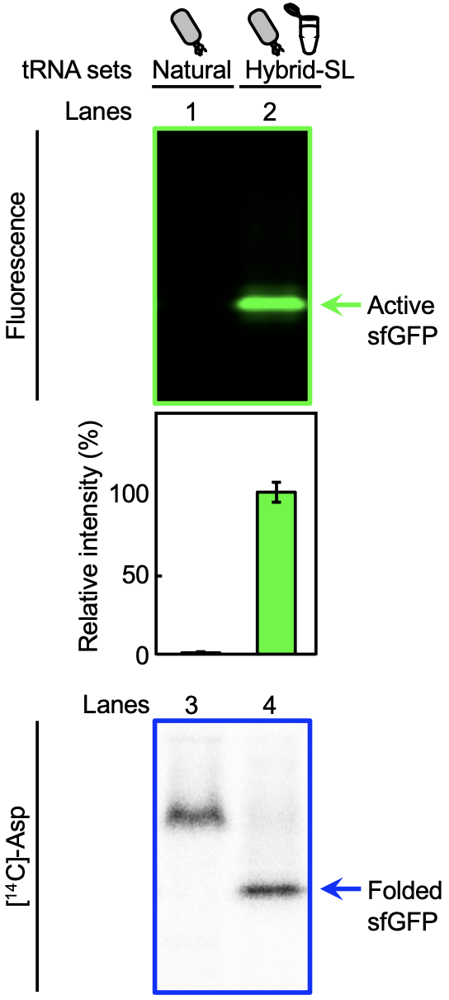 tRNA sets Natural Hybrid-SL
Lanes 1 2
Fluorescence
Active
sfGFP
Relative intensity (%)
100
50
0
Lanes 3 4
[¹⁴C]-Asp
Folded
sfGFP